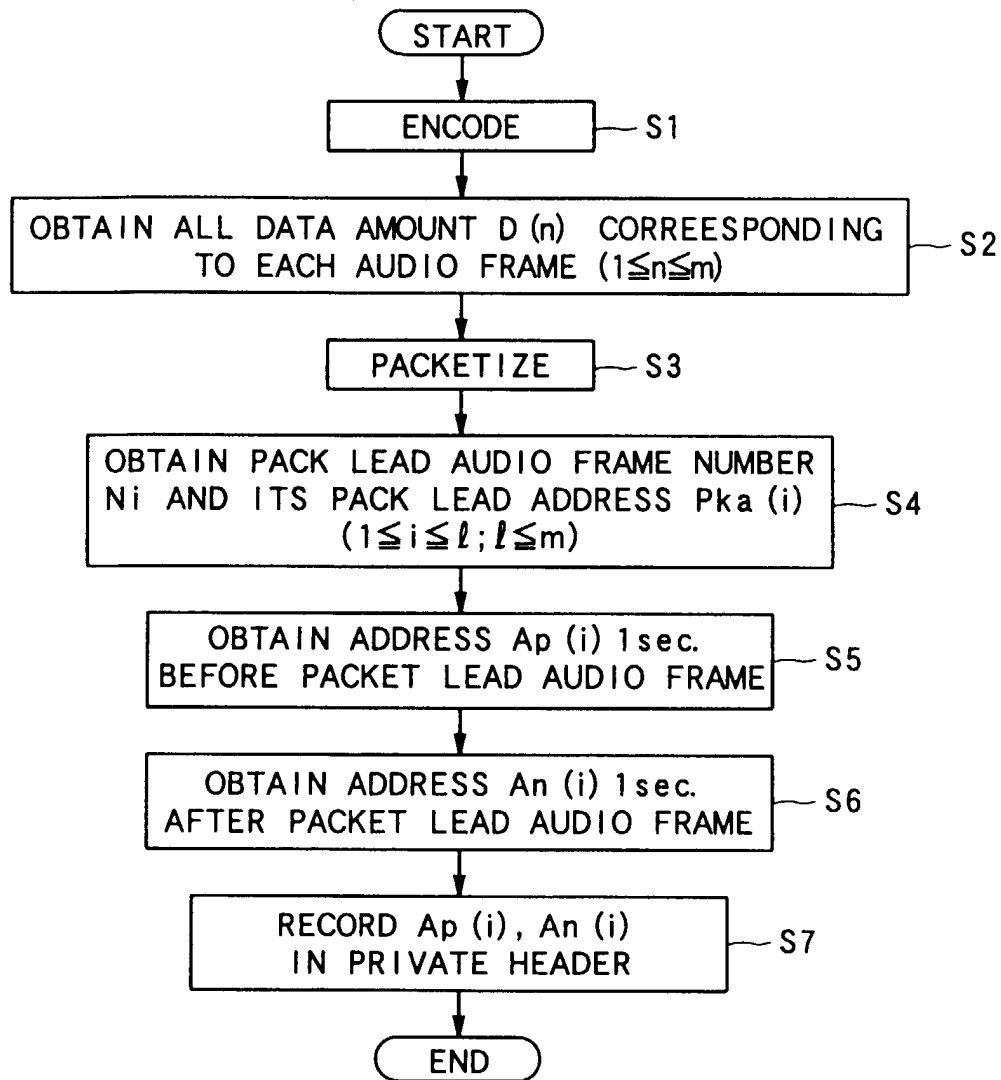 START
ENCODE
S1
OBTAIN ALL DATA AMOUNT D(n) CORREESPONDING
TO EACH AUDIO FRAME (1≦n≦m)
S2
PACKETIZE
S3
OBTAIN PACK LEAD AUDIO FRAME NUMBER
Ni AND ITS PACK LEAD ADDRESS Pka(i)
(1≦i≦ℓ;ℓ≦m)
S4
OBTAIN ADDRESS Ap(i) 1sec.
BEFORE PACKET LEAD AUDIO FRAME
S5
OBTAIN ADDRESS An(i) 1sec.
AFTER PACKET LEAD AUDIO FRAME
S6
RECORD Ap(i), An(i)
IN PRIVATE HEADER
S7
END